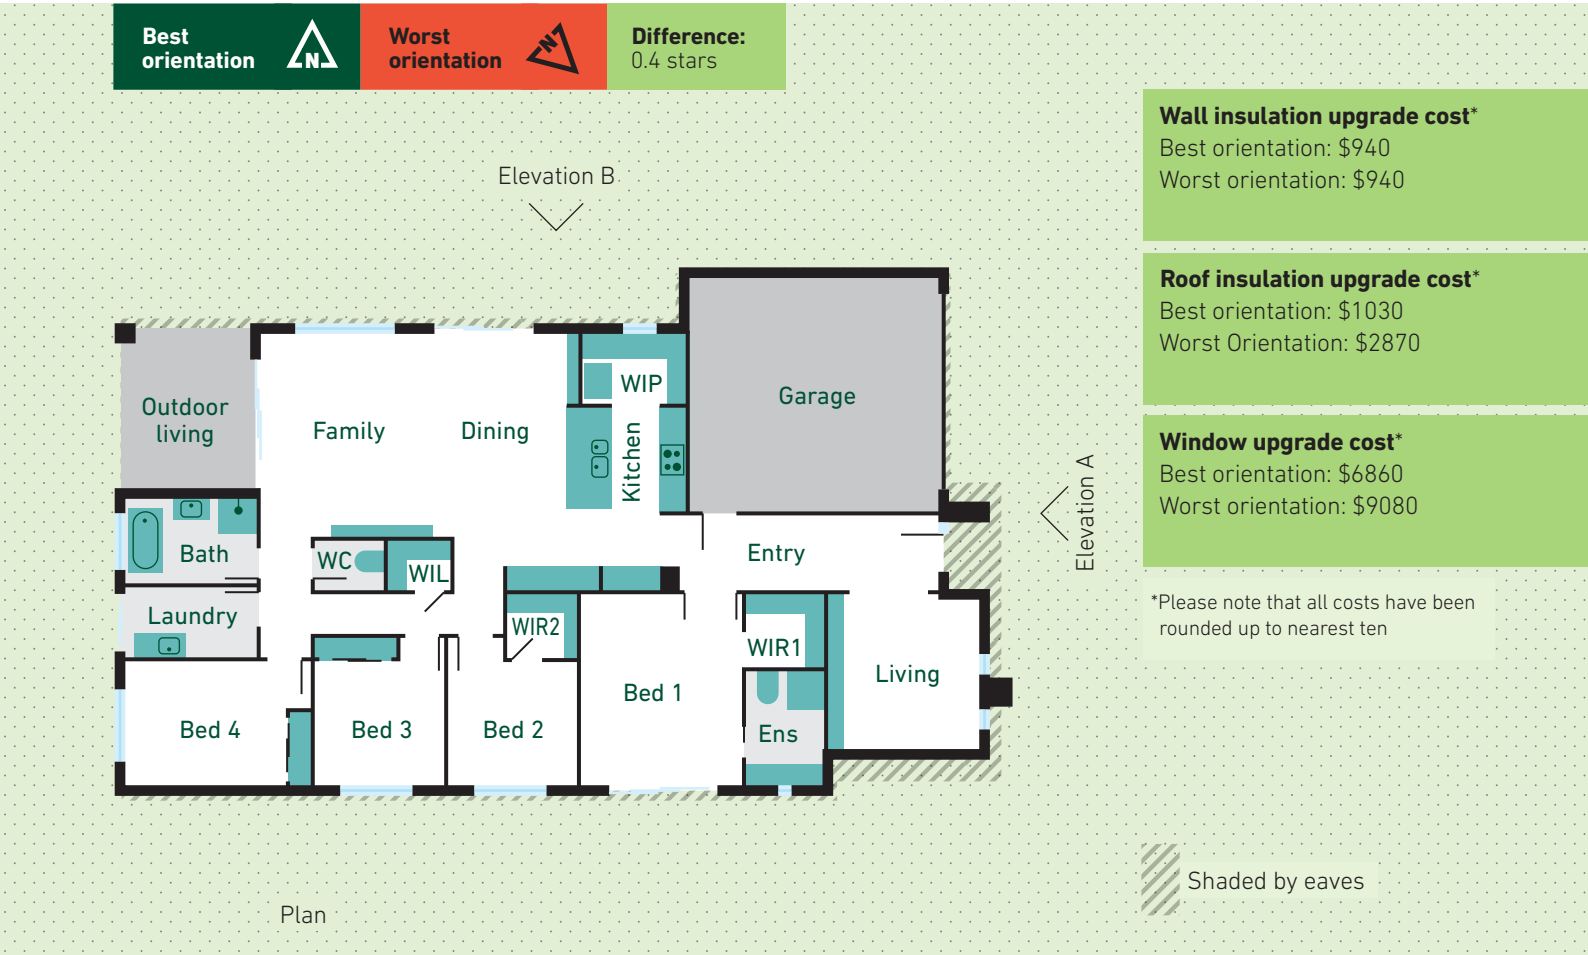 Best
orientation
N
Worst
orientation
N
Difference:
0.4 stars
Wall insulation upgrade cost*
Best orientation: $940
Worst orientation: $940
Elevation B
Roof insulation upgrade cost*
Best orientation: $1030
Worst Orientation: $2870
Window upgrade cost*
Best orientation: $6860
Worst orientation: $9080
*Please note that all costs have been
rounded up to nearest ten
Outdoor
living
Family
Dining
WIP
Kitchen
Garage
Elevation A
Bath
WC
WIL
Entry
Laundry
WIR2
WIR1
Bed 4
Bed 3
Bed 2
Bed 1
Ens
Living
Shaded by eaves
Plan